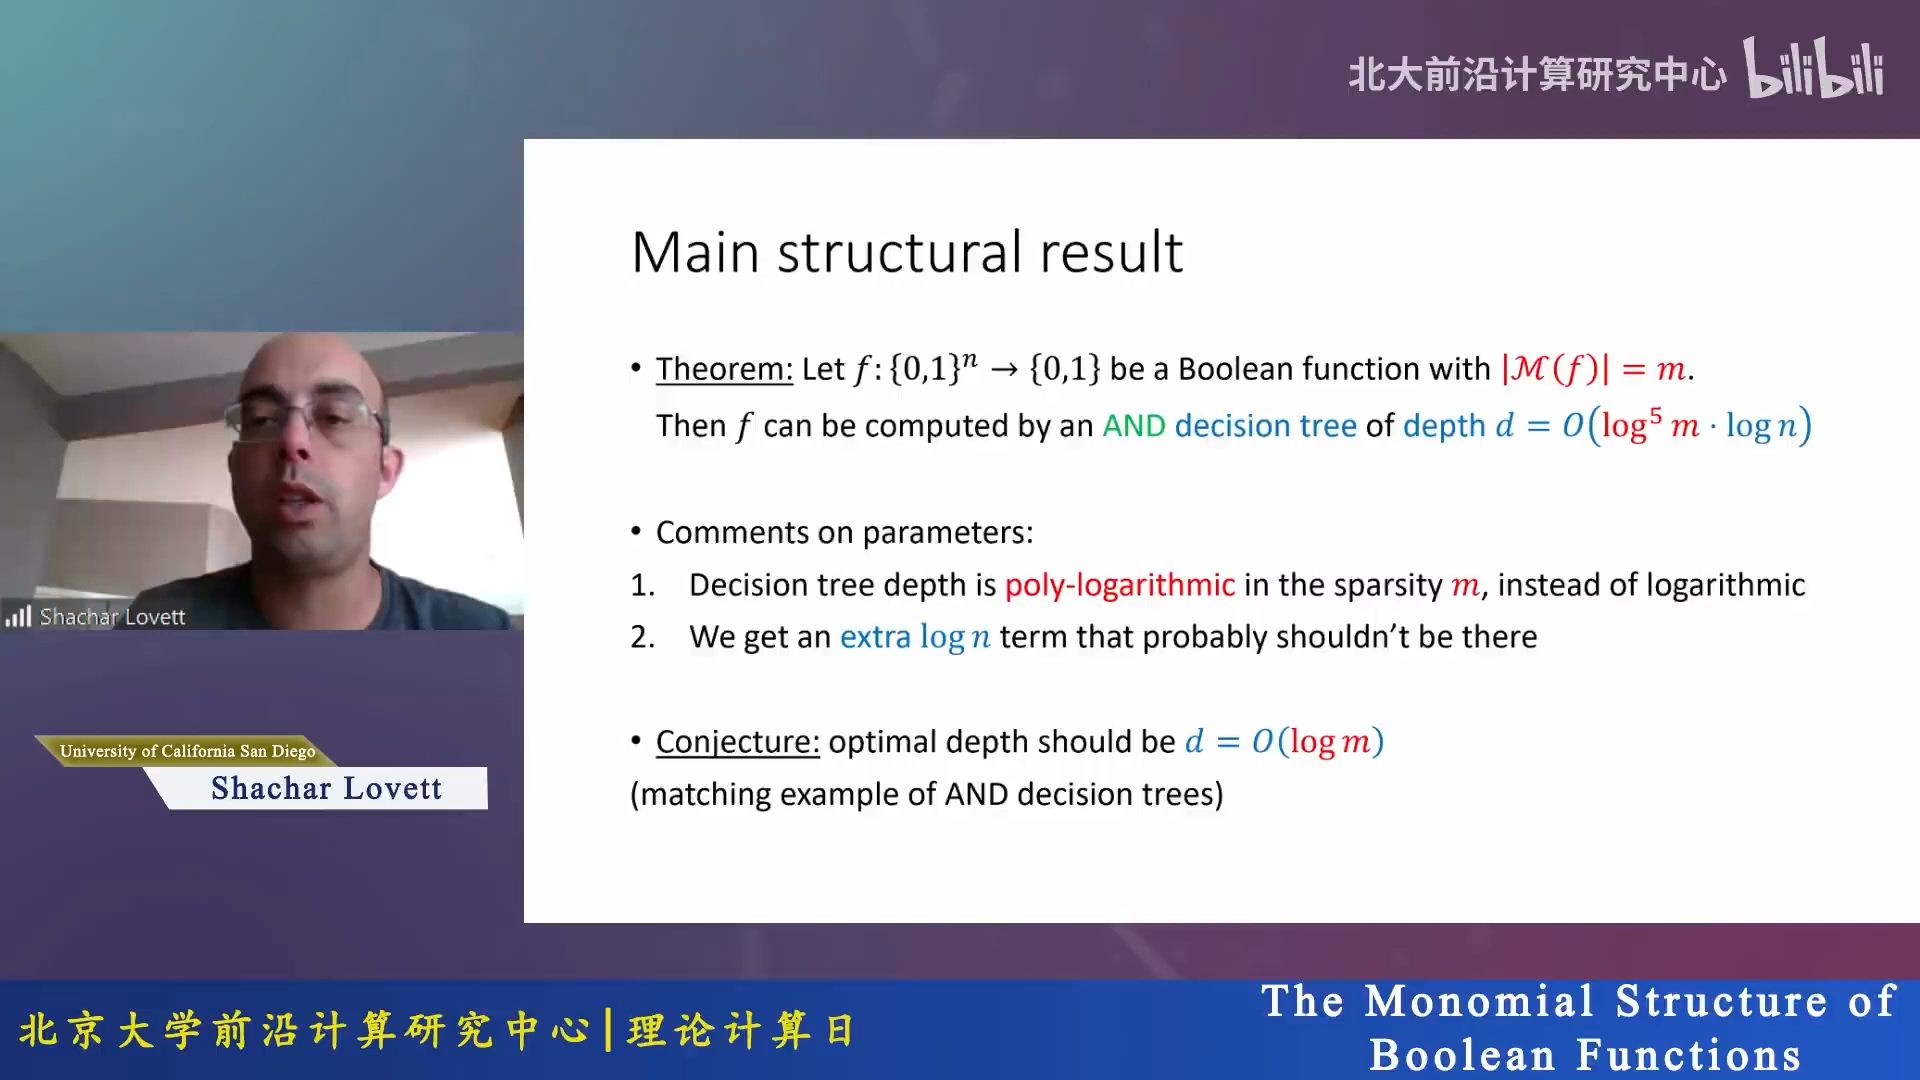 北大前沿计算研究中心 bilibili
Main structural result
• Theorem: Let f: {0,1}ⁿ → {0,1} be a Boolean function with |ℳ(f)| = m.
Then f can be computed by an AND decision tree of depth d = O(log⁵ m · log n)
• Comments on parameters:
1. Decision tree depth is poly-logarithmic in the sparsity m, instead of logarithmic
2. We get an extra log n term that probably shouldn't be there
• Conjecture: optimal depth should be d = O(log m)
(matching example of AND decision trees)
Shachar Lovett
University of California San Diego
Shachar Lovett
北京大学前沿计算研究中心|理论计算日
The Monomial Structure of
Boolean Functions